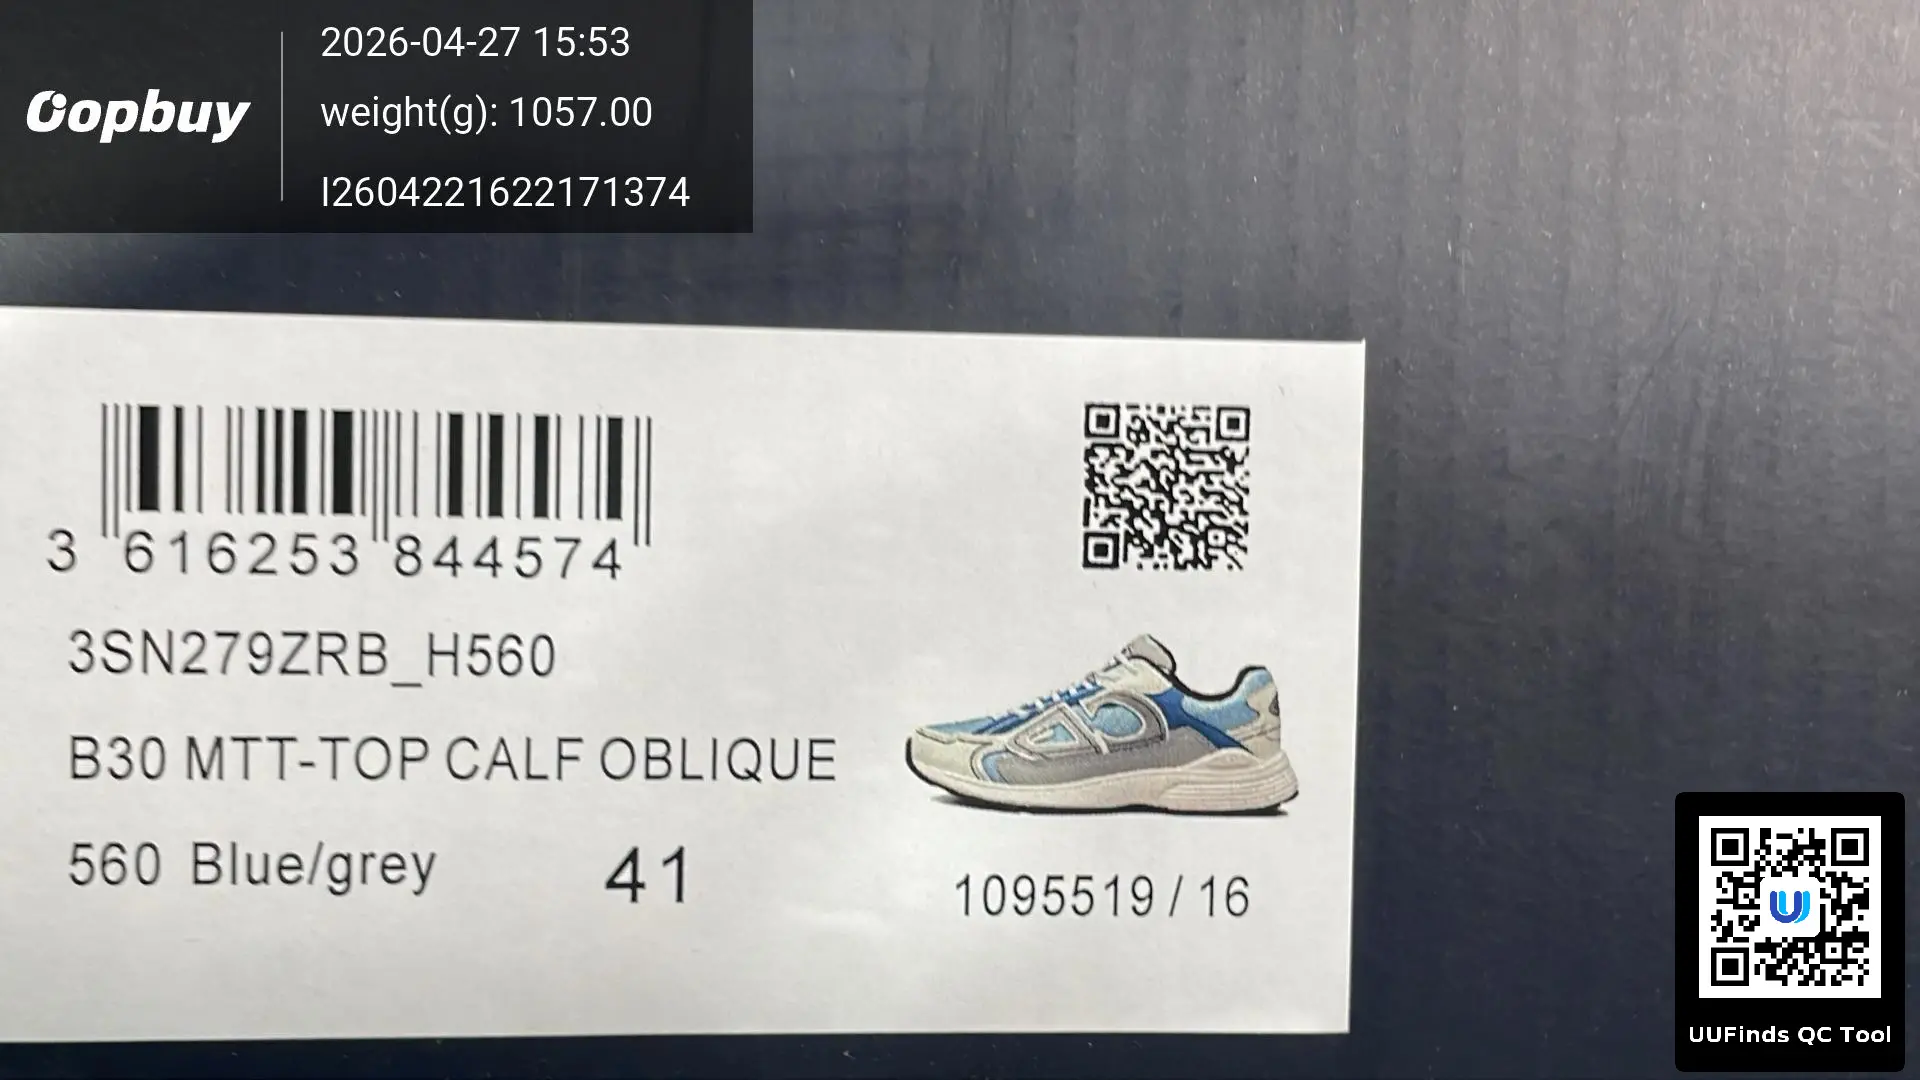 Oopbuy
2026-04-27 15:53
weight(g): 1057.00
I2604221622171374
3 616253 844574
3SN279ZRB_H560
B30 MTT-TOP CALF OBLIQUE
560 Blue/grey 41
1095519 / 16
UUFinds QC Tool